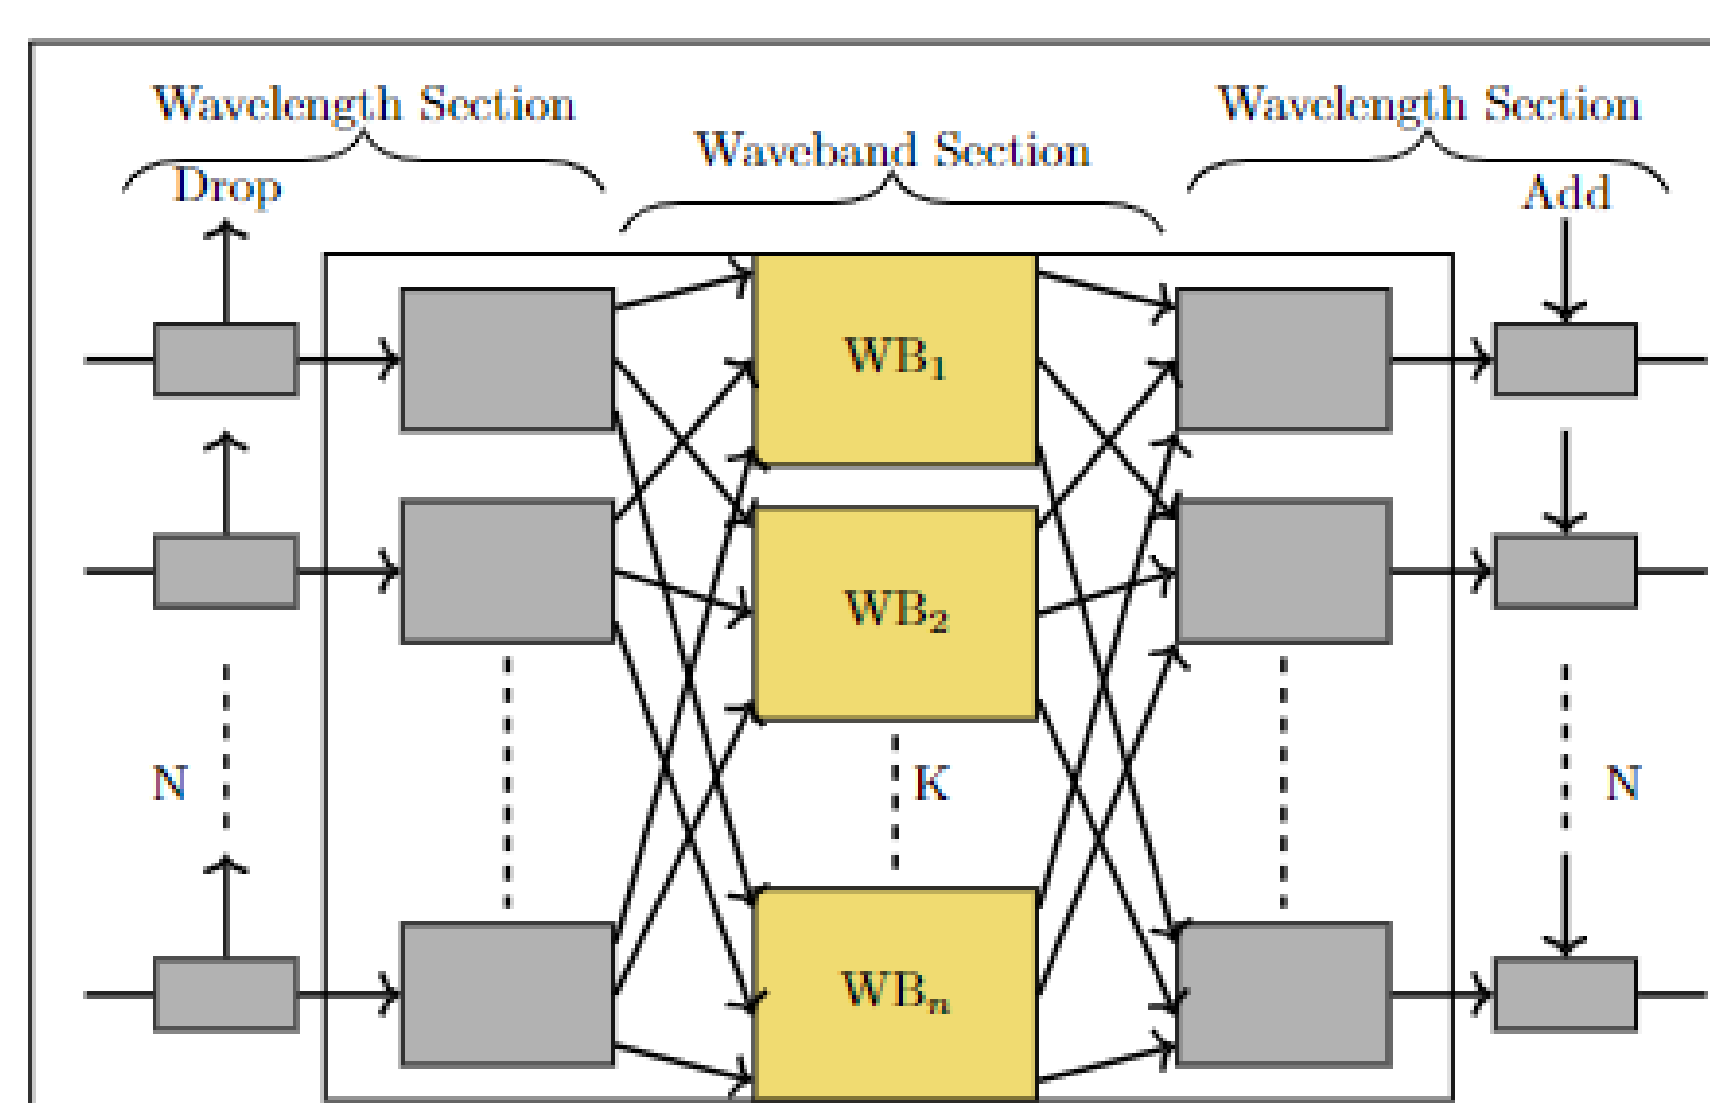 Wavelength Section
Waveband Section
Wavelength Section
Drop
Add
WB₁
WB₂
N
K
N
WBₙ